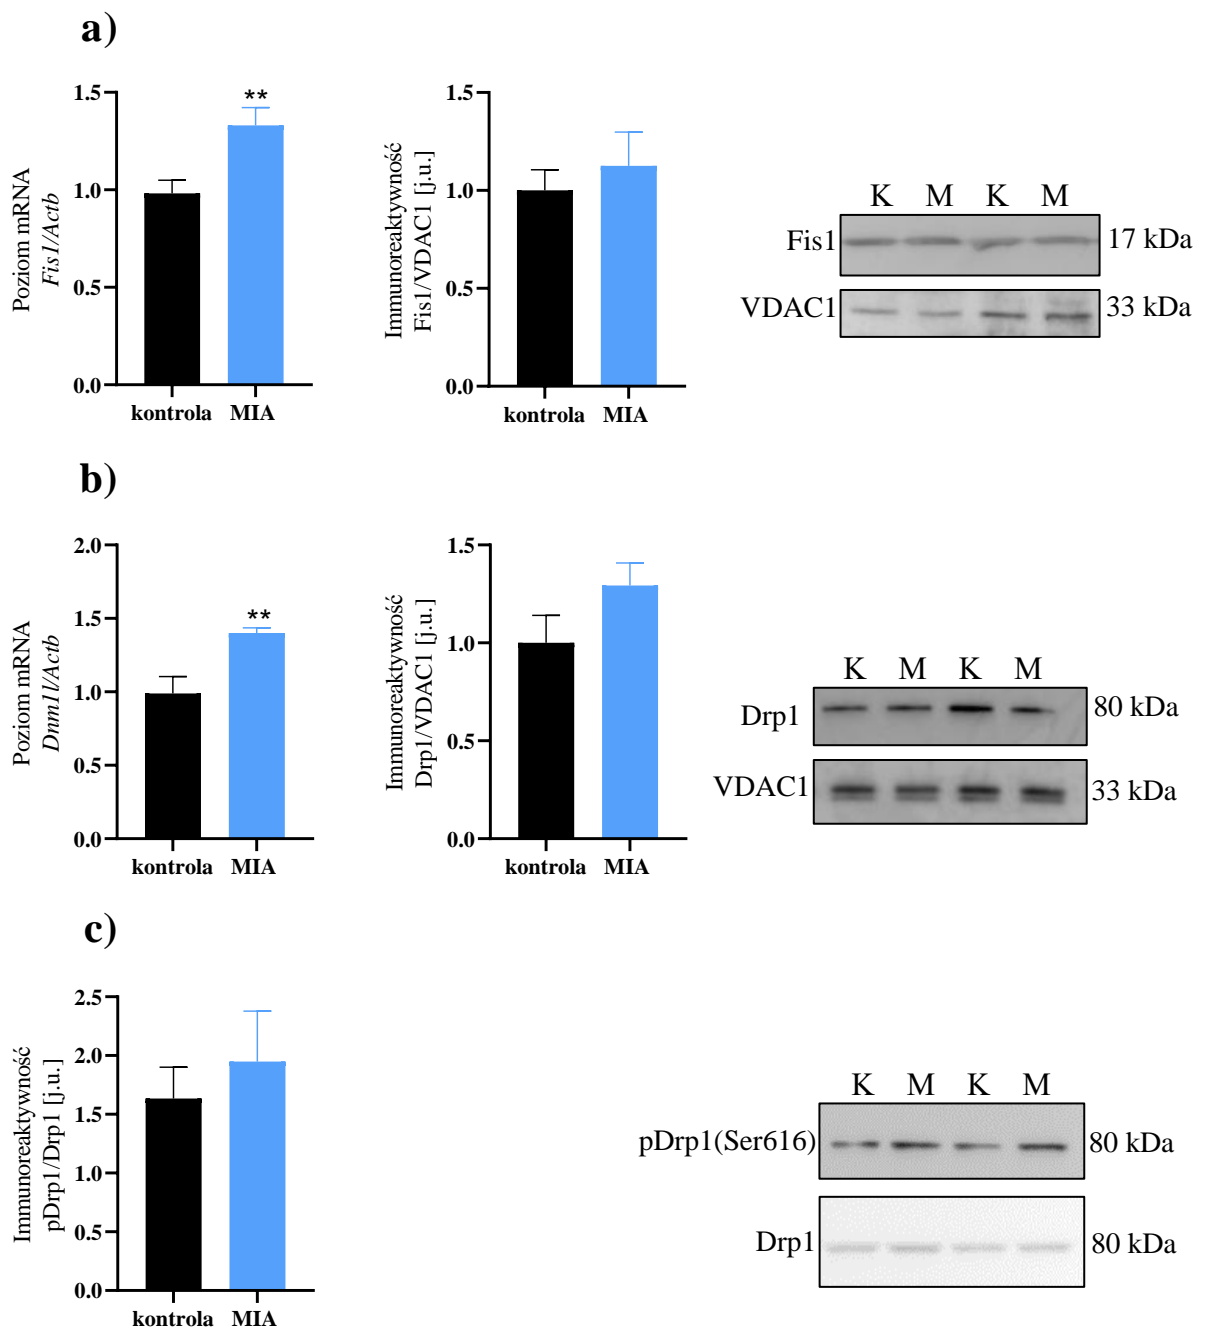 a)
Poziom mRNA
Fis1/Actb
1.5
1.0
0.5
0.0
**
kontrola MIA
Immunoreaktywność
Fis1/VDAC1 [j.u.]
1.5
1.0
0.5
0.0
kontrola MIA
K M K M
Fis1 17 kDa
VDAC1 33 kDa
b)
Poziom mRNA
Dnm1l/Actb
2.0
1.5
1.0
0.5
0.0
**
kontrola MIA
Immunoreaktywność
Drp1/VDAC1 [j.u.]
1.5
1.0
0.5
0.0
kontrola MIA
K M K M
Drp1 80 kDa
VDAC1 33 kDa
c)
Immunoreaktywność
pDrp1/Drp1 [j.u.]
2.5
2.0
1.5
1.0
0.5
0.0
kontrola MIA
K M K M
pDrp1(Ser616) 80 kDa
Drp1 80 kDa